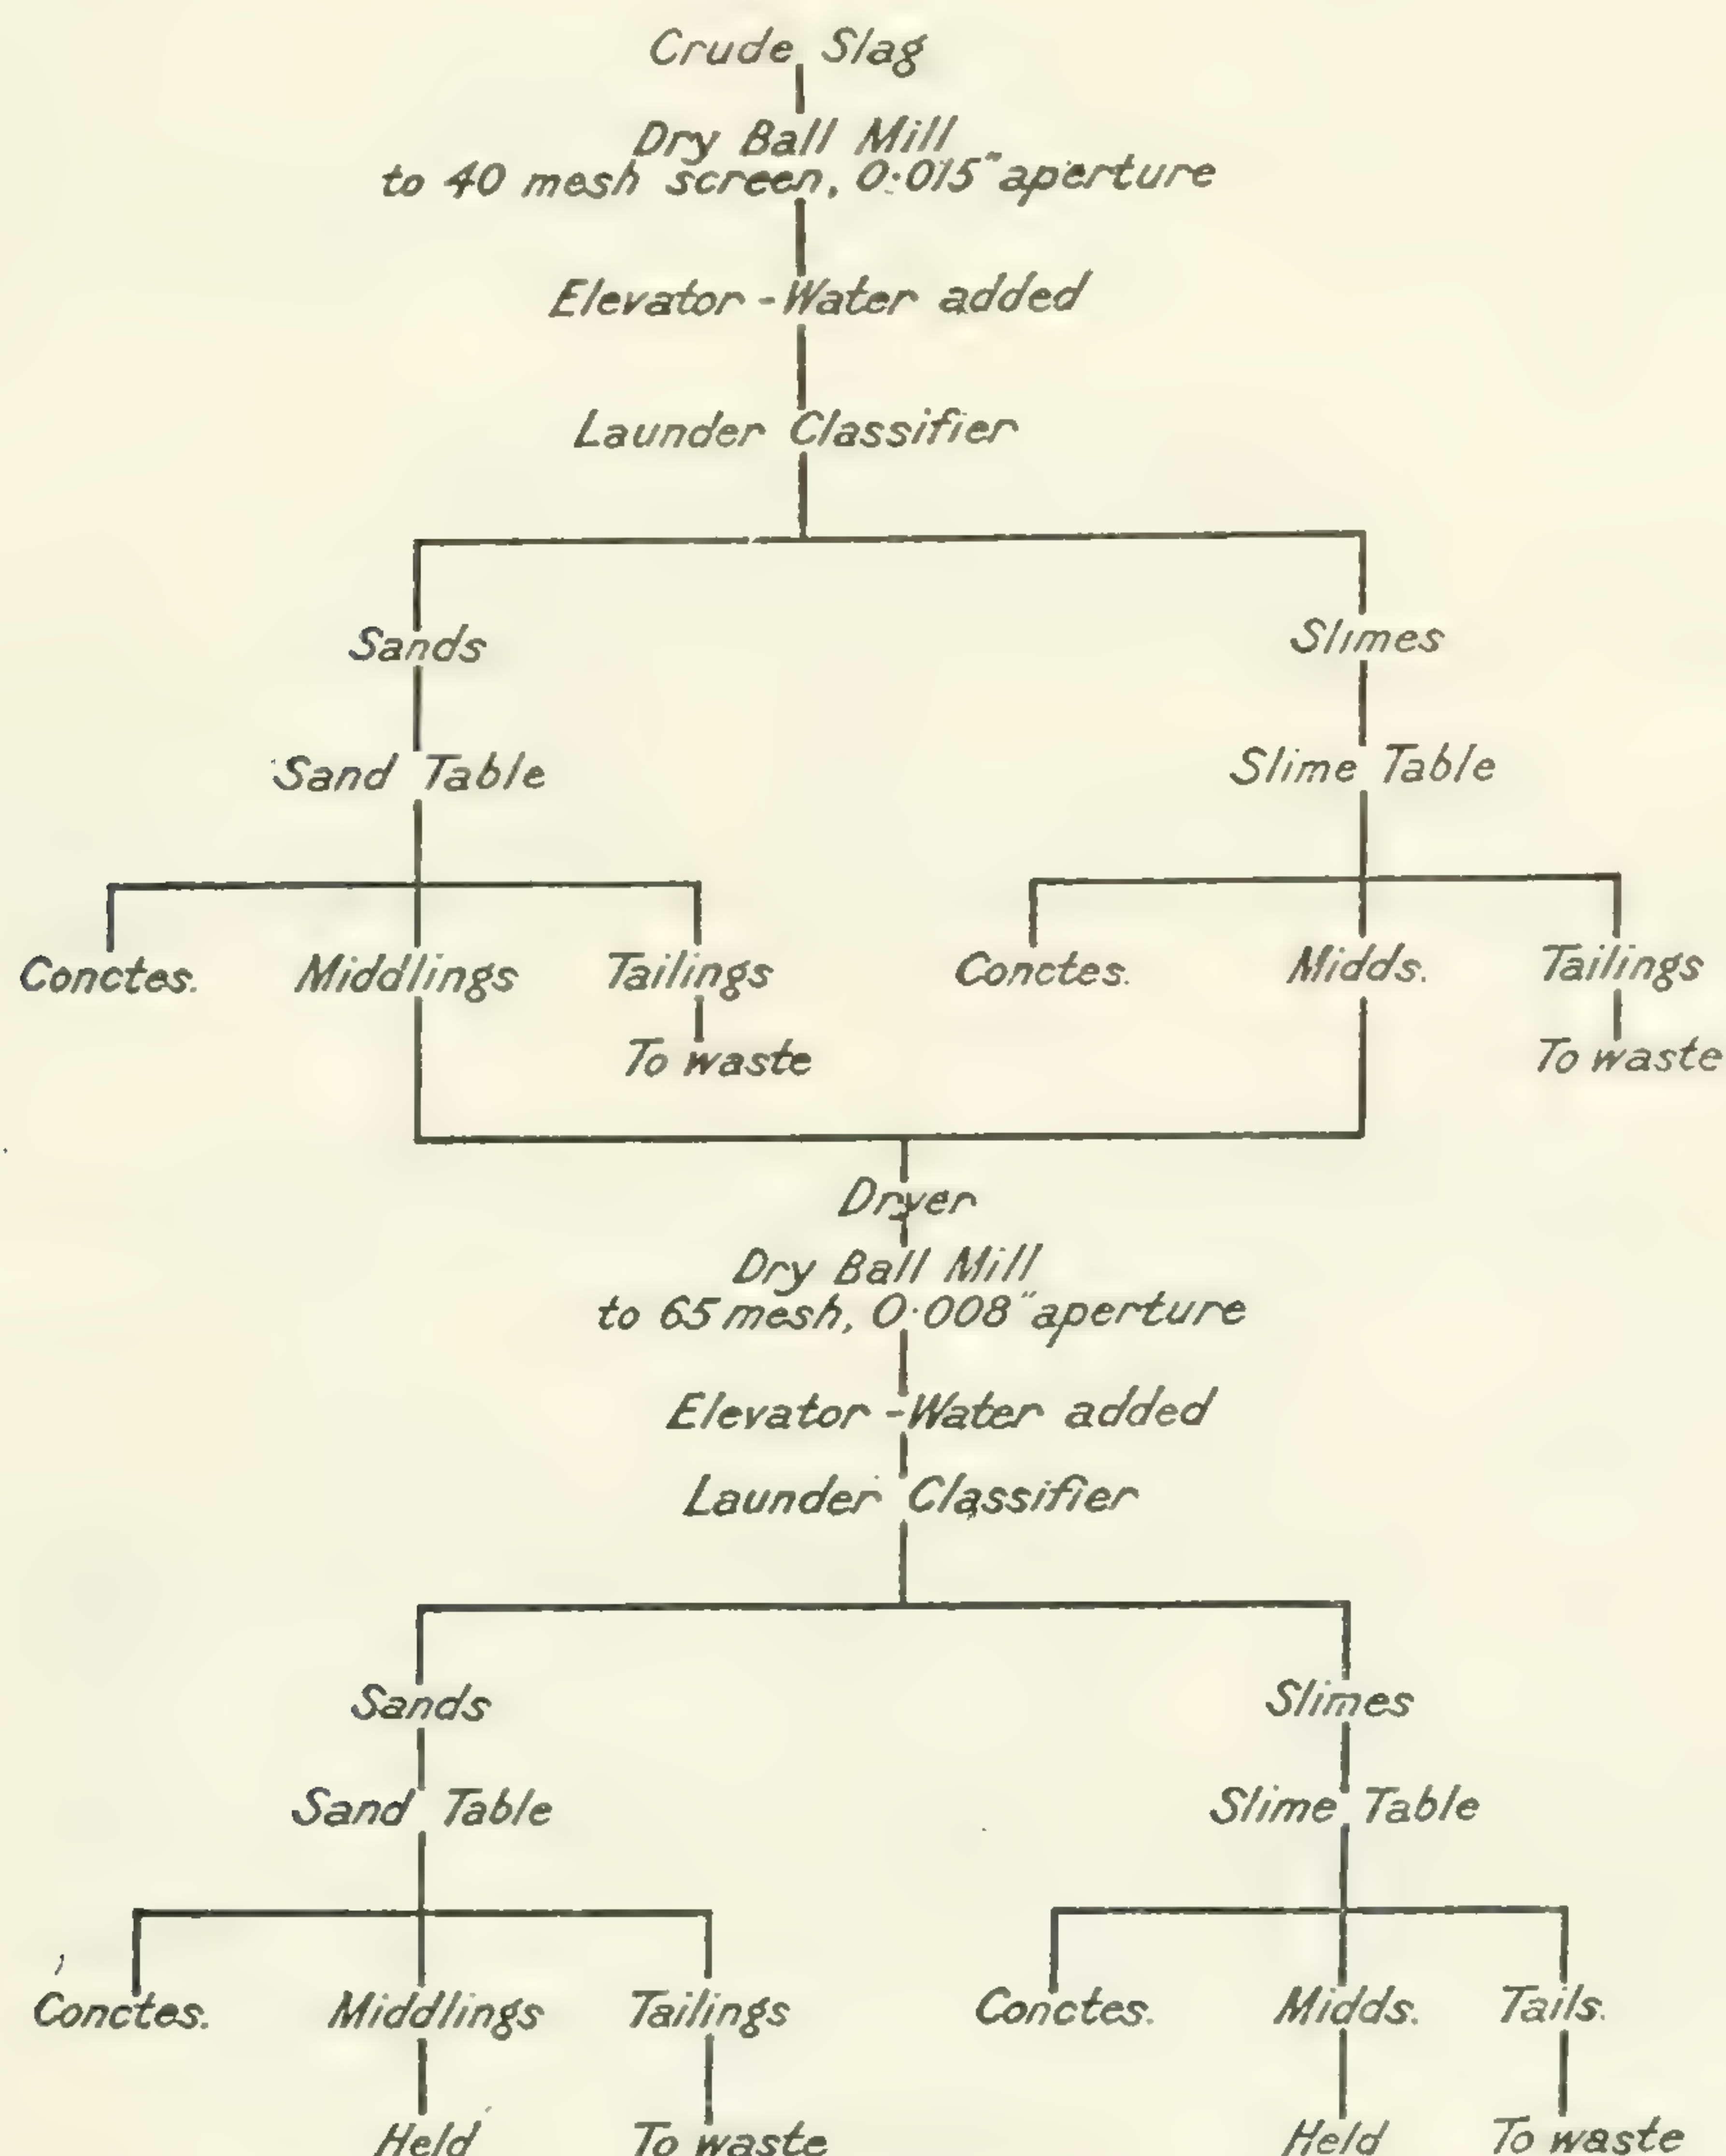 Crude Slag
Dry Ball Mill
to 40 mesh screen, 0·015" aperture
Elevator - Water added
Launder Classifier
Sands Slimes
Sand Table Slime Table
Conctes. Middlings Tailings Conctes. Midds. Tailings
To waste To waste
Dryer
Dry Ball Mill
to 65 mesh, 0·008" aperture
Elevator - Water added
Launder Classifier
Sands Slimes
Sand Table Slime Table
Conctes. Middlings Tailings Conctes. Midds. Tails.
Held To waste Held To waste